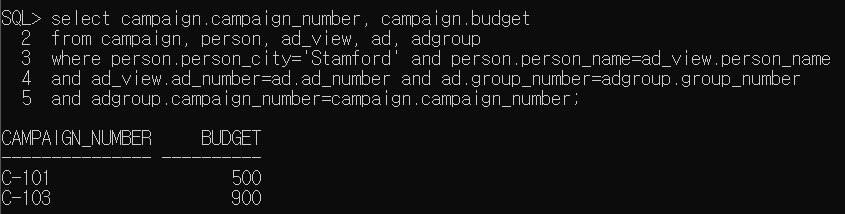 SQL> select campaign.campaign_number, campaign.budget
  2  from campaign, person, ad_view, ad, adgroup
  3  where person.person_city='Stamford' and person.person_name=ad_view.person_name
  4  and ad_view.ad_number=ad.ad_number and ad.group_number=adgroup.group_number
  5  and adgroup.campaign_number=campaign.campaign_number;
CAMPAIGN_NUMBER     BUDGET
--------------- ----------
C-101                  500
C-103                  900